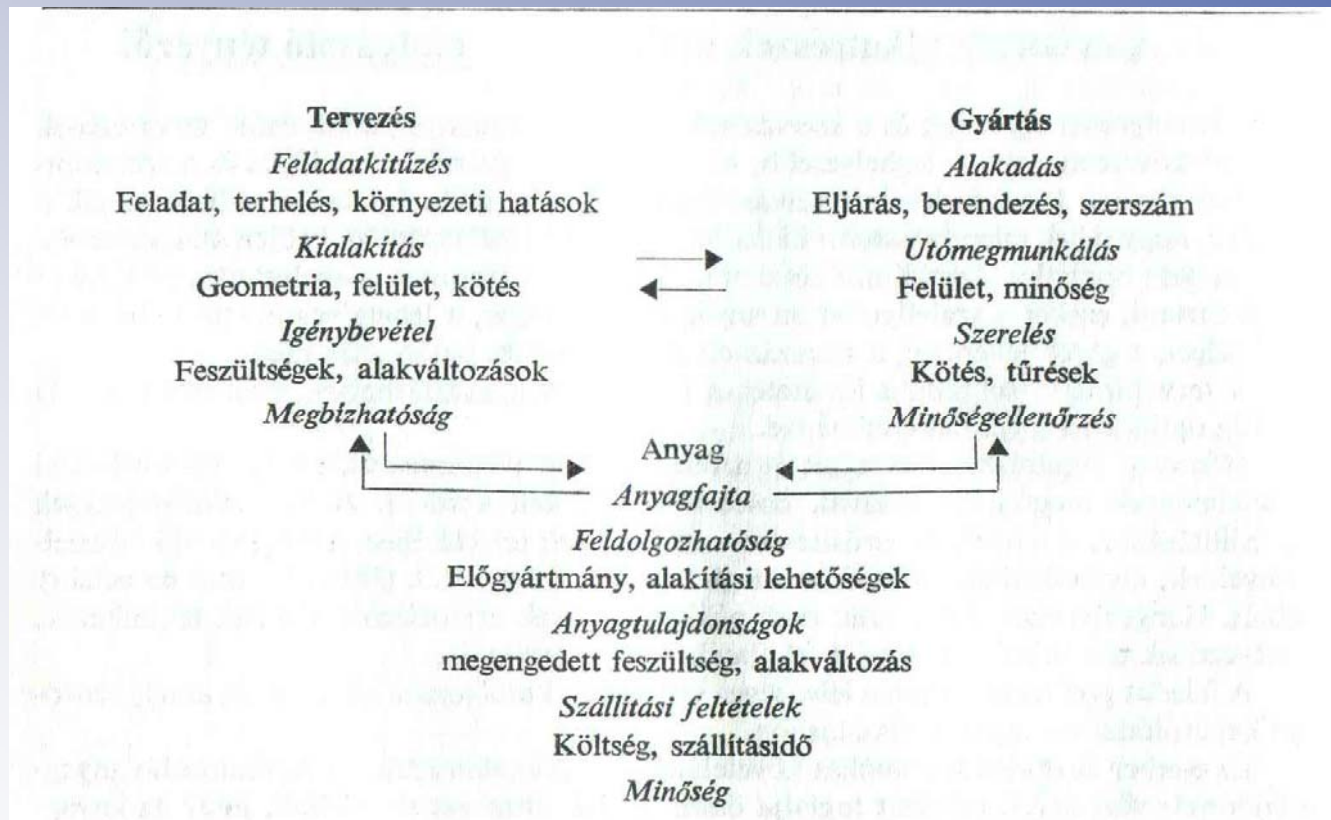 Tervezés
Feladatkitűzés
Feladat, terhelés, környezeti hatások
Kialakítás
Geometria, felület, kötés
Igénybevétel
Feszültségek, alakváltozások
Megbízhatóság
Gyártás
Alakadás
Eljárás, berendezés, szerszám
Utómegmunkálás
Felület, minőség
Szerelés
Kötés, tűrések
Minőségellenőrzés
Anyag
Anyagfajta
Feldolgozhatóság
Előgyártmány, alakítási lehetőségek
Anyagtulajdonságok
megengedett feszültség, alakváltozás
Szállítási feltételek
Költség, szállításidő
Minőség